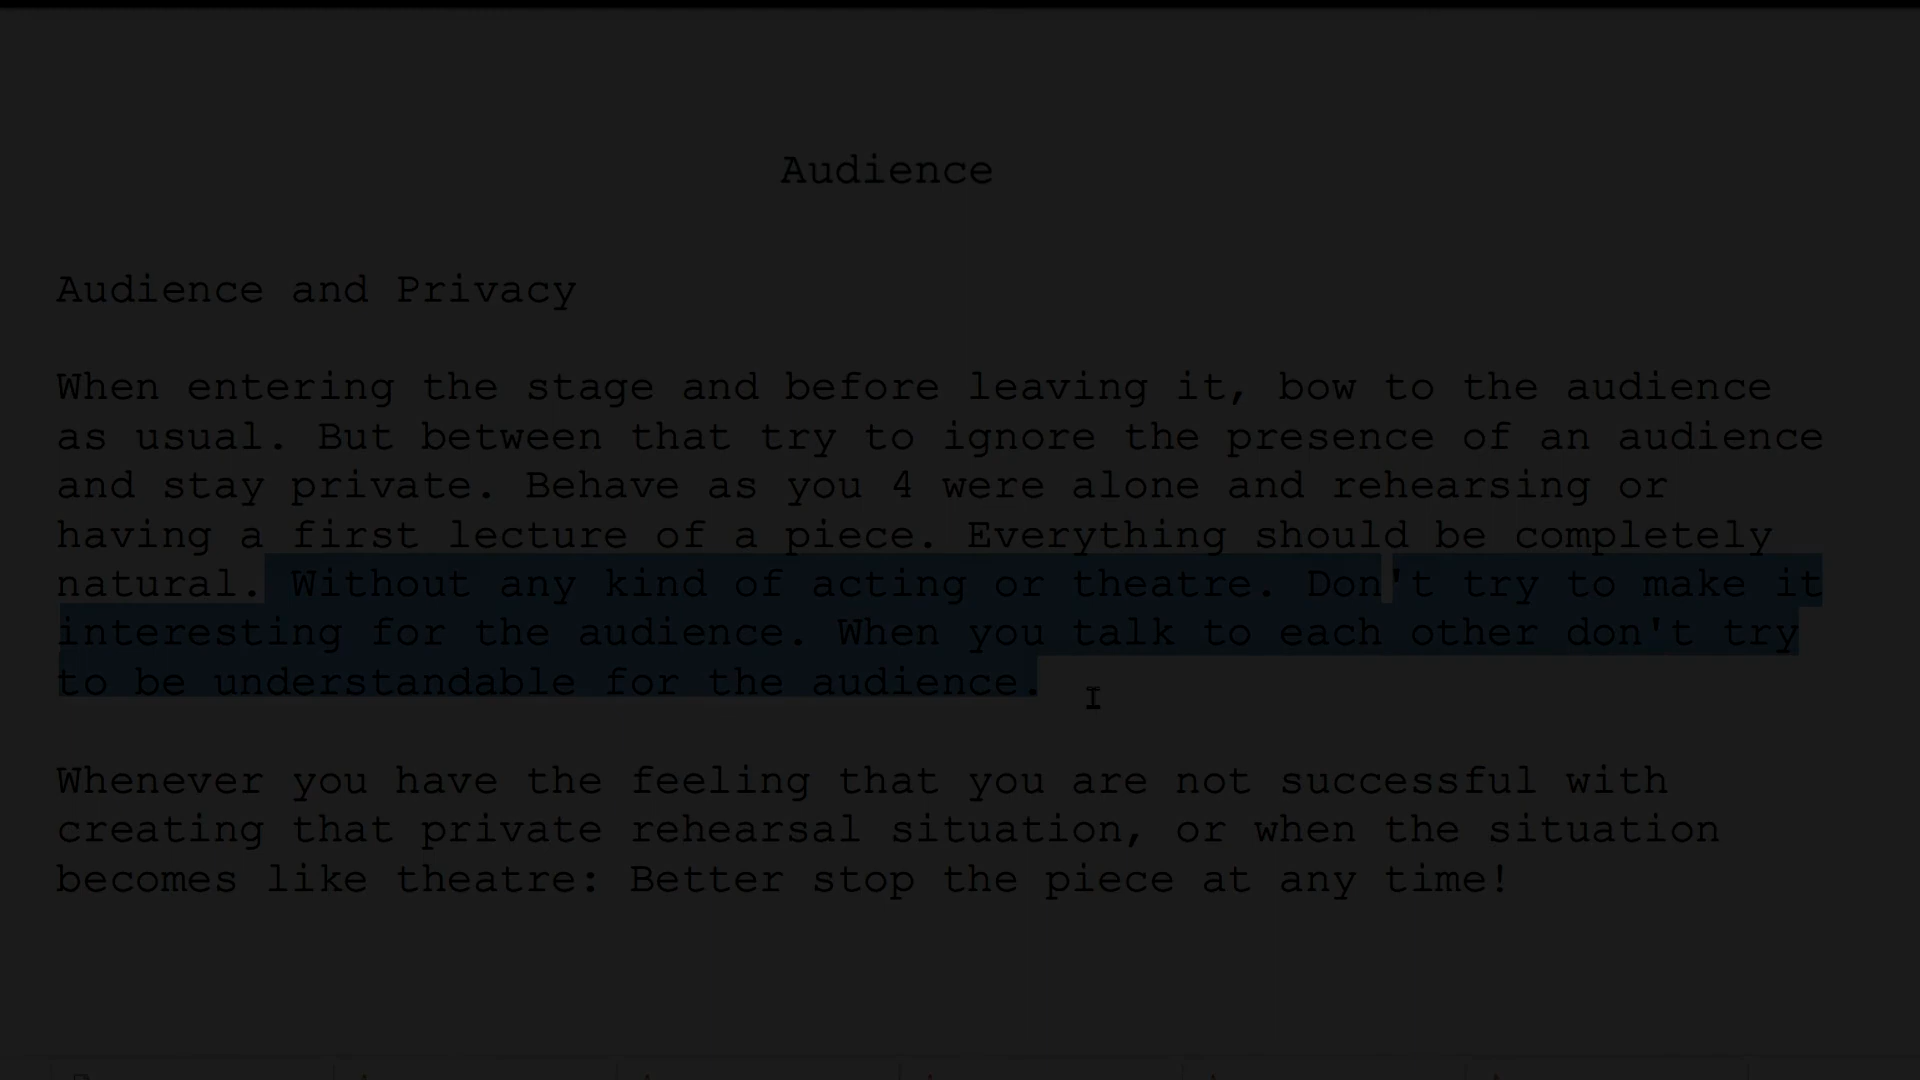 Audience
Audience and Privacy
When entering the stage and before leaving it, bow to the audience
as usual. But between that try to ignore the presence of an audience
and stay private. Behave as you 4 were alone and rehearsing or
having a first lecture of a piece. Everything should be completely
natural. Without any kind of acting or theatre. Don't try to make it
interesting for the audience. When you talk to each other don't try
to be understandable for the audience.
Whenever you have the feeling that you are not successful with
creating that private rehearsal situation, or when the situation
becomes like theatre: Better stop the piece at any time!